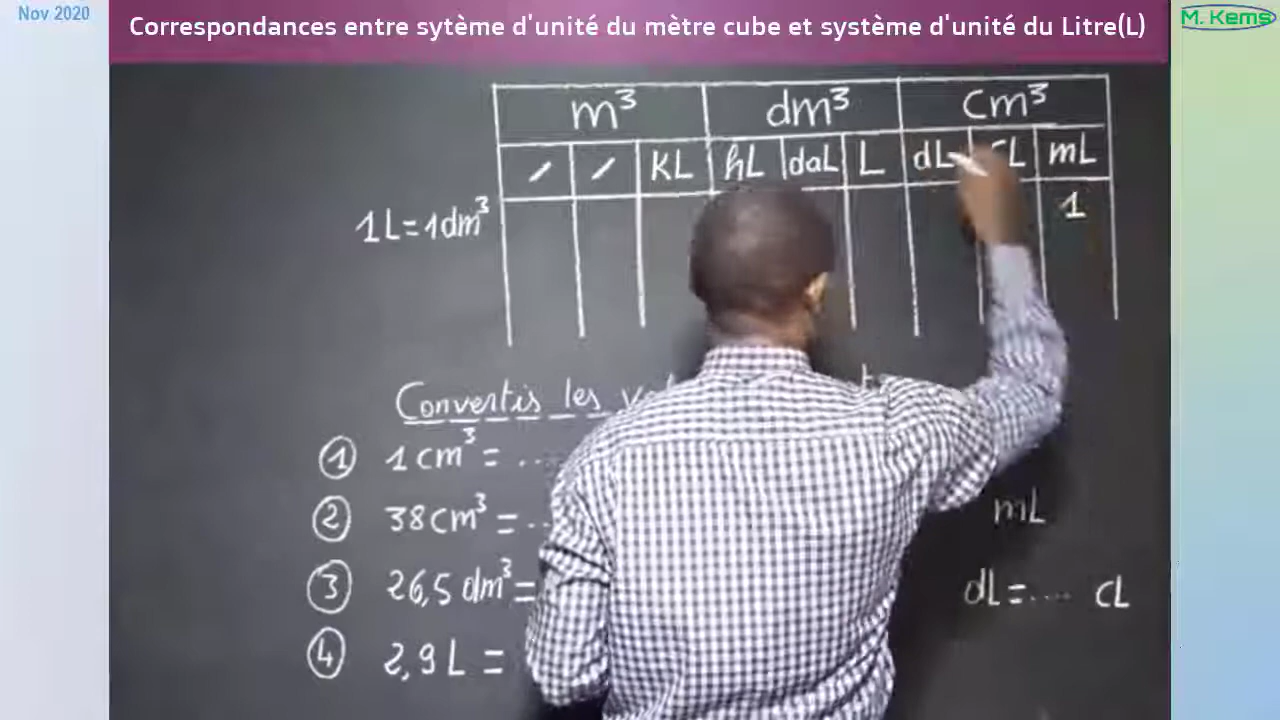 Nov 2020
Correspondances entre sytème d'unité du mètre cube et système d'unité du Litre(L)
M. Kems
m³ dm³ cm³
/ / KL hL daL L dL cL mL
1L=1dm³ 1
Convertis les
① 1cm³ = ...
② 38cm³ = .. mL
③ 26,5 dm³ = dL = .... cL
④ 2,9 L =